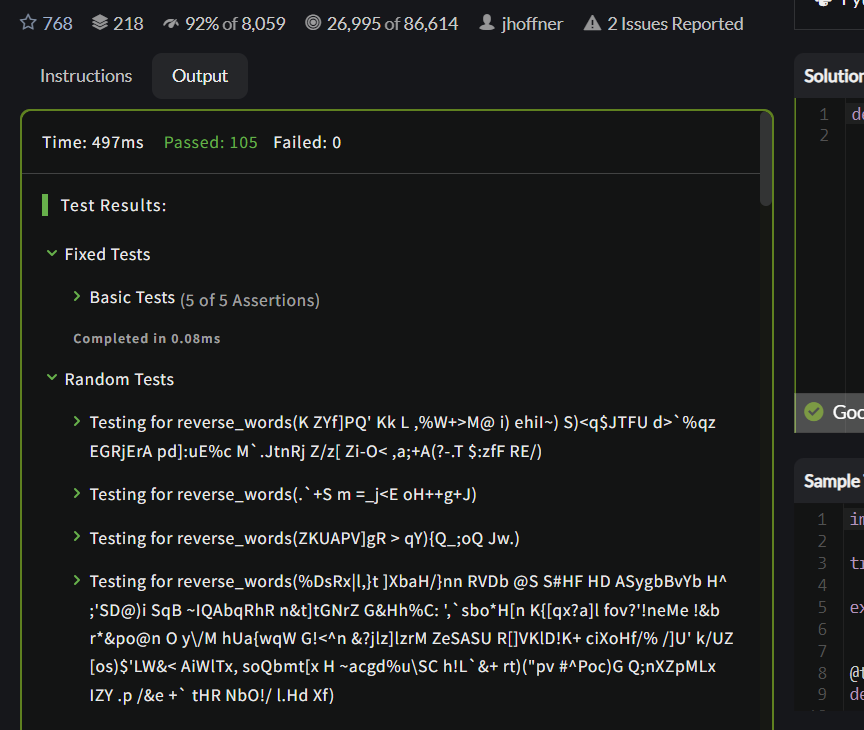 768 218 92% of 8,059 26,995 of 86,614 jhoffner 2 Issues Reported
Instructions Output
Time: 497ms Passed: 105 Failed: 0
Test Results:
Fixed Tests
Basic Tests (5 of 5 Assertions)
Completed in 0.08ms
Random Tests
Testing for reverse_words(K ZYf]PQ' Kk L ,%W+>M@ i) ehiI~) S)<q$JTFU d>`%qz
EGRjErA pd]:uE%c M`.JtnRj Z/z[ Zi-O< ,a;+A(?-.T $:zfF RE/)
Testing for reverse_words(.`+S m =_j<E oH++g+J)
Testing for reverse_words(ZKUAPV]gR > qY){Q_;oQ Jw.)
Testing for reverse_words(%DsRx|l,}t ]XbaH/}nn RVDb @S S#HF HD ASygbBvYb H^
;'SD@)i SqB ~IQAbqRhR n&t]tGNrZ G&Hh%C: ',`sbo*H[n K{[qx?a]l fov?'!neMe !&b
r*&po@n O y\/M hUa{wqW G!<^n &?jlz]lzrM ZeSASU R[]VKlD!K+ ciXoHf/% /]U' k/UZ
[os)$'LW&< AiWlTx, soQbmt[x H ~acgd%u\SC h!L`&+ rt)("pv #^Poc)G Q;nXZpMLx
IZY .p /&e +` tHR NbO!/ l.Hd Xf)
Solution
1 de
2
Goo
Sample
1 im
2
3
4
5 ex
6
7
8 @t
9 de